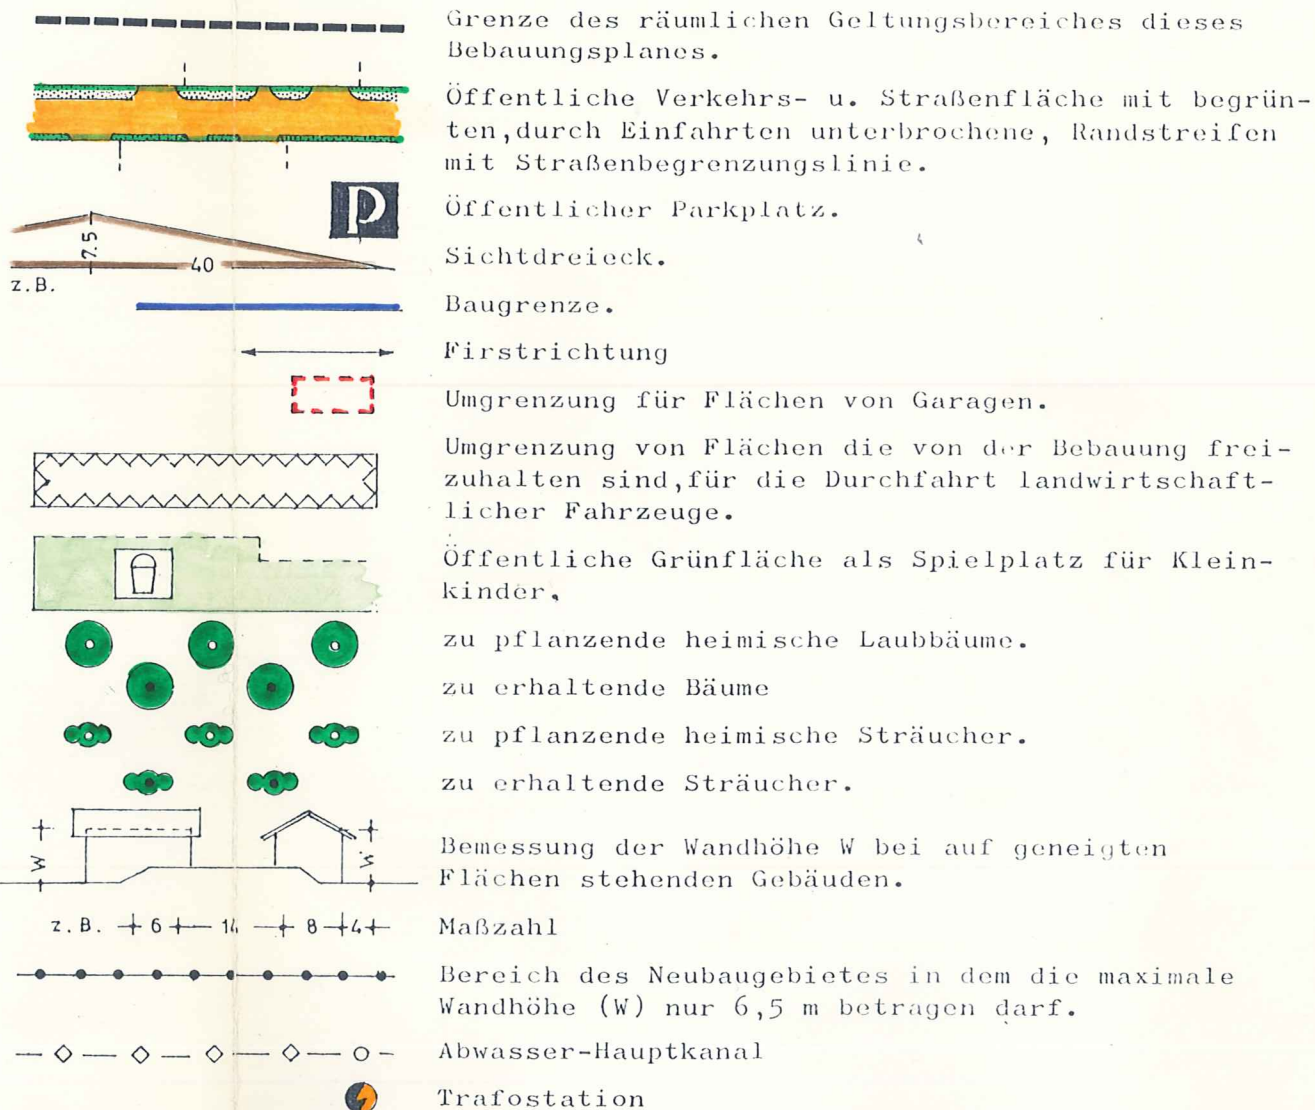 Grenze des räumlichen Geltungsbereiches dieses
Bebauungsplanes.
Öffentliche Verkehrs- u. Straßenfläche mit begrün-
ten,durch Einfahrten unterbrochene, Randstreifen
mit Straßenbegrenzungslinie.
P
Öffentlicher Parkplatz.
7.5
40
z.B.
Sichtdreieck.
Baugrenze.
Firstrichtung
Umgrenzung für Flächen von Garagen.
Umgrenzung von Flächen die von der Bebauung frei-
zuhalten sind,für die Durchfahrt landwirtschaft-
licher Fahrzeuge.
Öffentliche Grünfläche als Spielplatz für Klein-
kinder.
zu pflanzende heimische Laubbäume.
zu erhaltende Bäume
zu pflanzende heimische Sträucher.
zu erhaltende Sträucher.
W W
Bemessung der Wandhöhe W bei auf geneigten
Flächen stehenden Gebäuden.
z.B. 6 14 8 4 Maßzahl
Bereich des Neubaugebietes in dem die maximale
Wandhöhe (W) nur 6,5 m betragen darf.
Abwasser-Hauptkanal
Trafostation